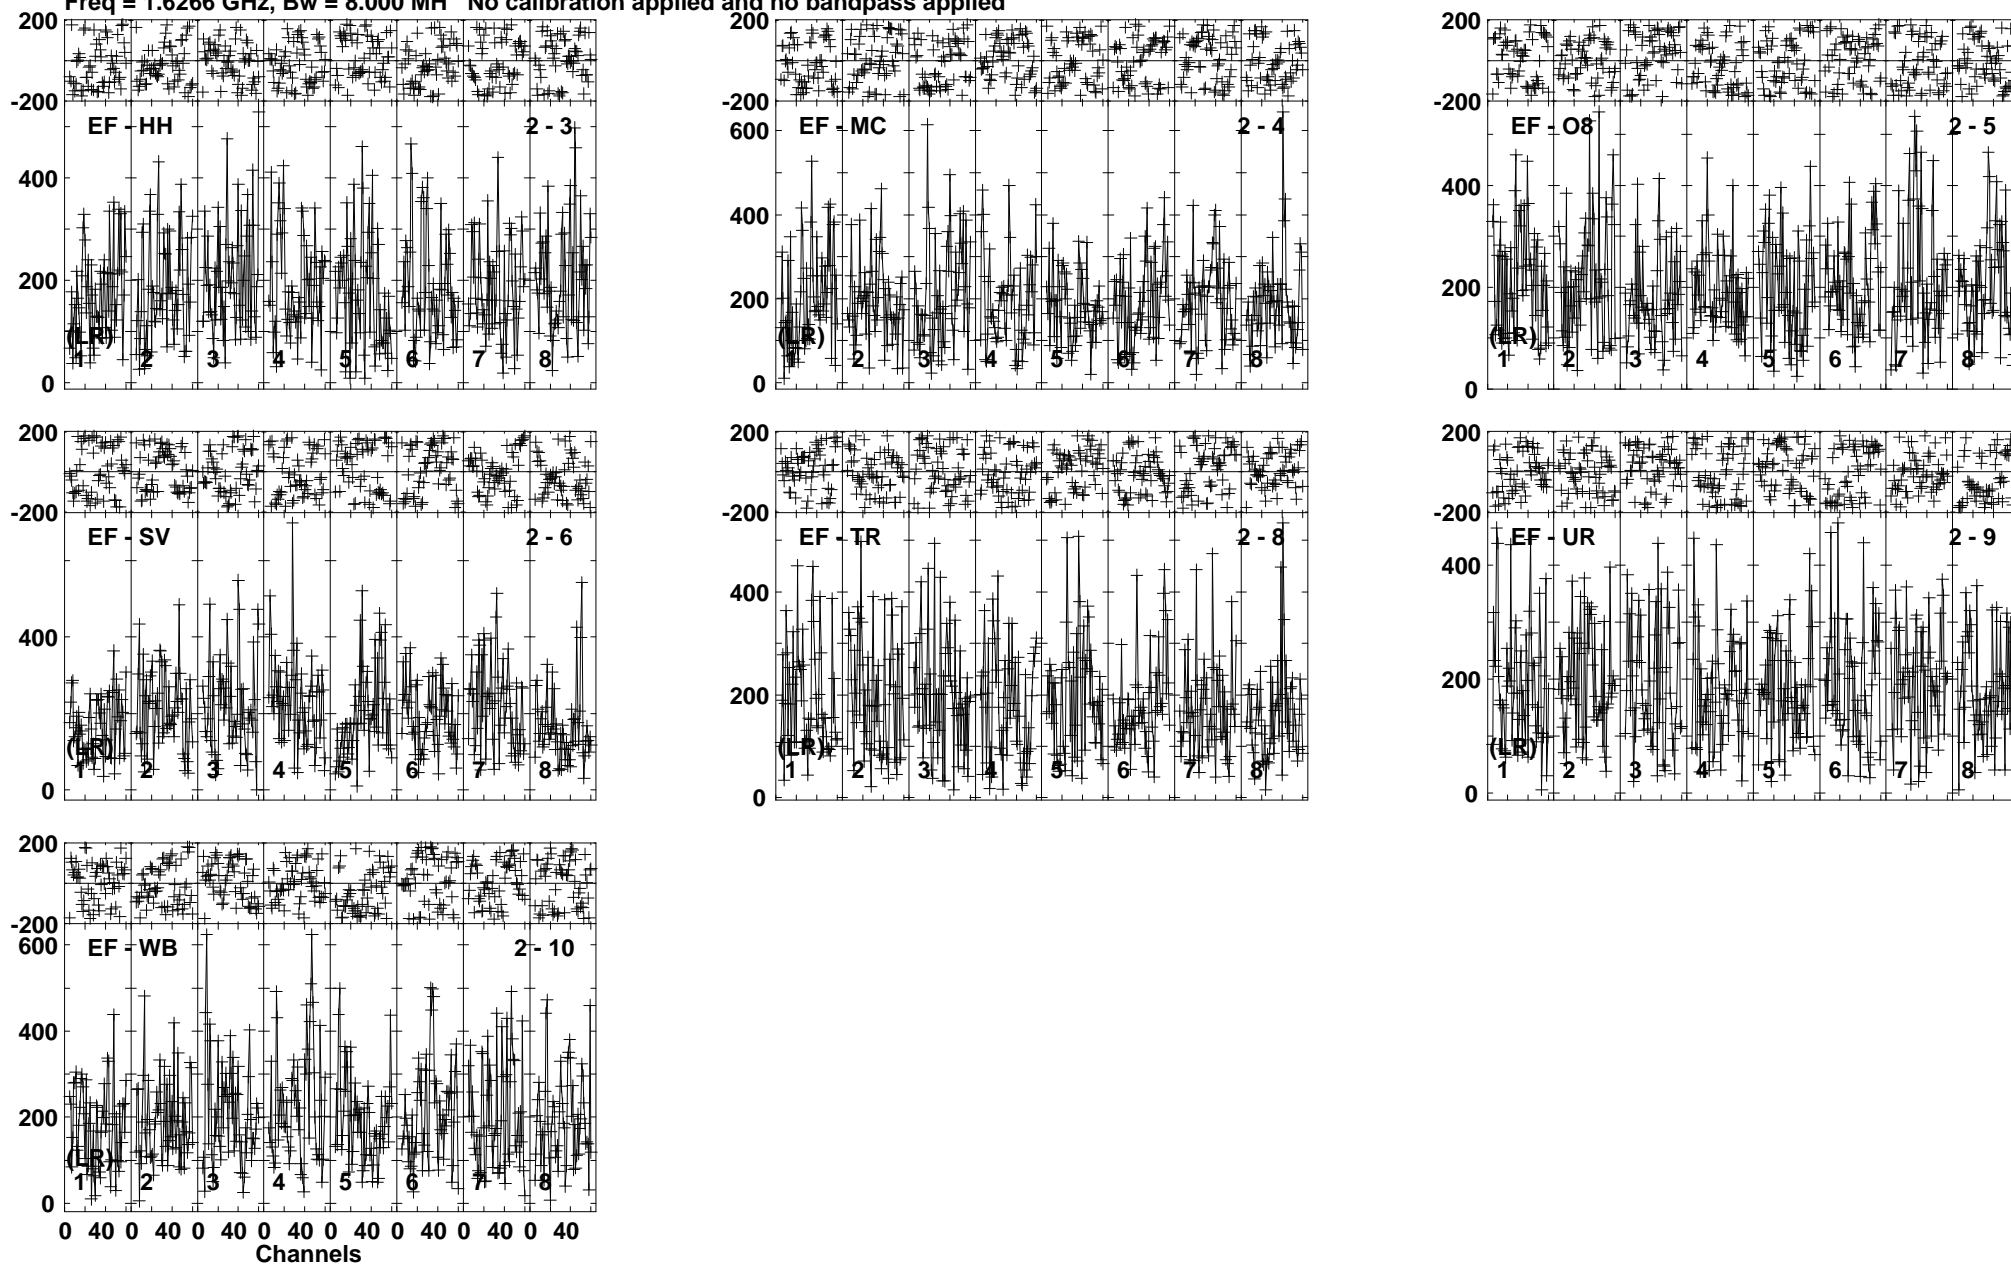 Freq = 1.6266 GHz, Bw = 8.000 MH No calibration applied and no bandpass applied
200
-200
EF - HH 2 - 3
400
200
0
(LR)
1 2 3 4 5 6 7 8
200
-200
EF - MC 2 - 4
600
400
200
0
(LR)
1 2 3 4 5 6 7 8
200
-200
EF - O8 2 - 5
400
200
0
(LR)
1 2 3 4 5 6 7 8
200
-200
EF - SV 2 - 6
400
0
(LR)
1 2 3 4 5 6 7 8
200
-200
EF - TR 2 - 8
400
200
0
(LR)
1 2 3 4 5 6 7 8
200
-200
EF - UR 2 - 9
400
200
0
(LR)
1 2 3 4 5 6 7 8
200
-200
EF - WB 2 - 10
600
400
200
0
(LR)
1 2 3 4 5 6 7 8
0 40 0 40 0 40 0 40 0 40 0 40 0 40 0 40
Channels